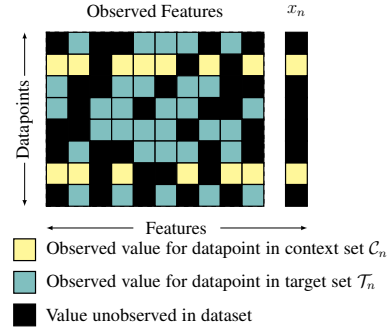 Observed Features
x_n
Datapoints
Features
Observed value for datapoint in context set 𝒞_n
Observed value for datapoint in target set 𝒯_n
Value unobserved in dataset